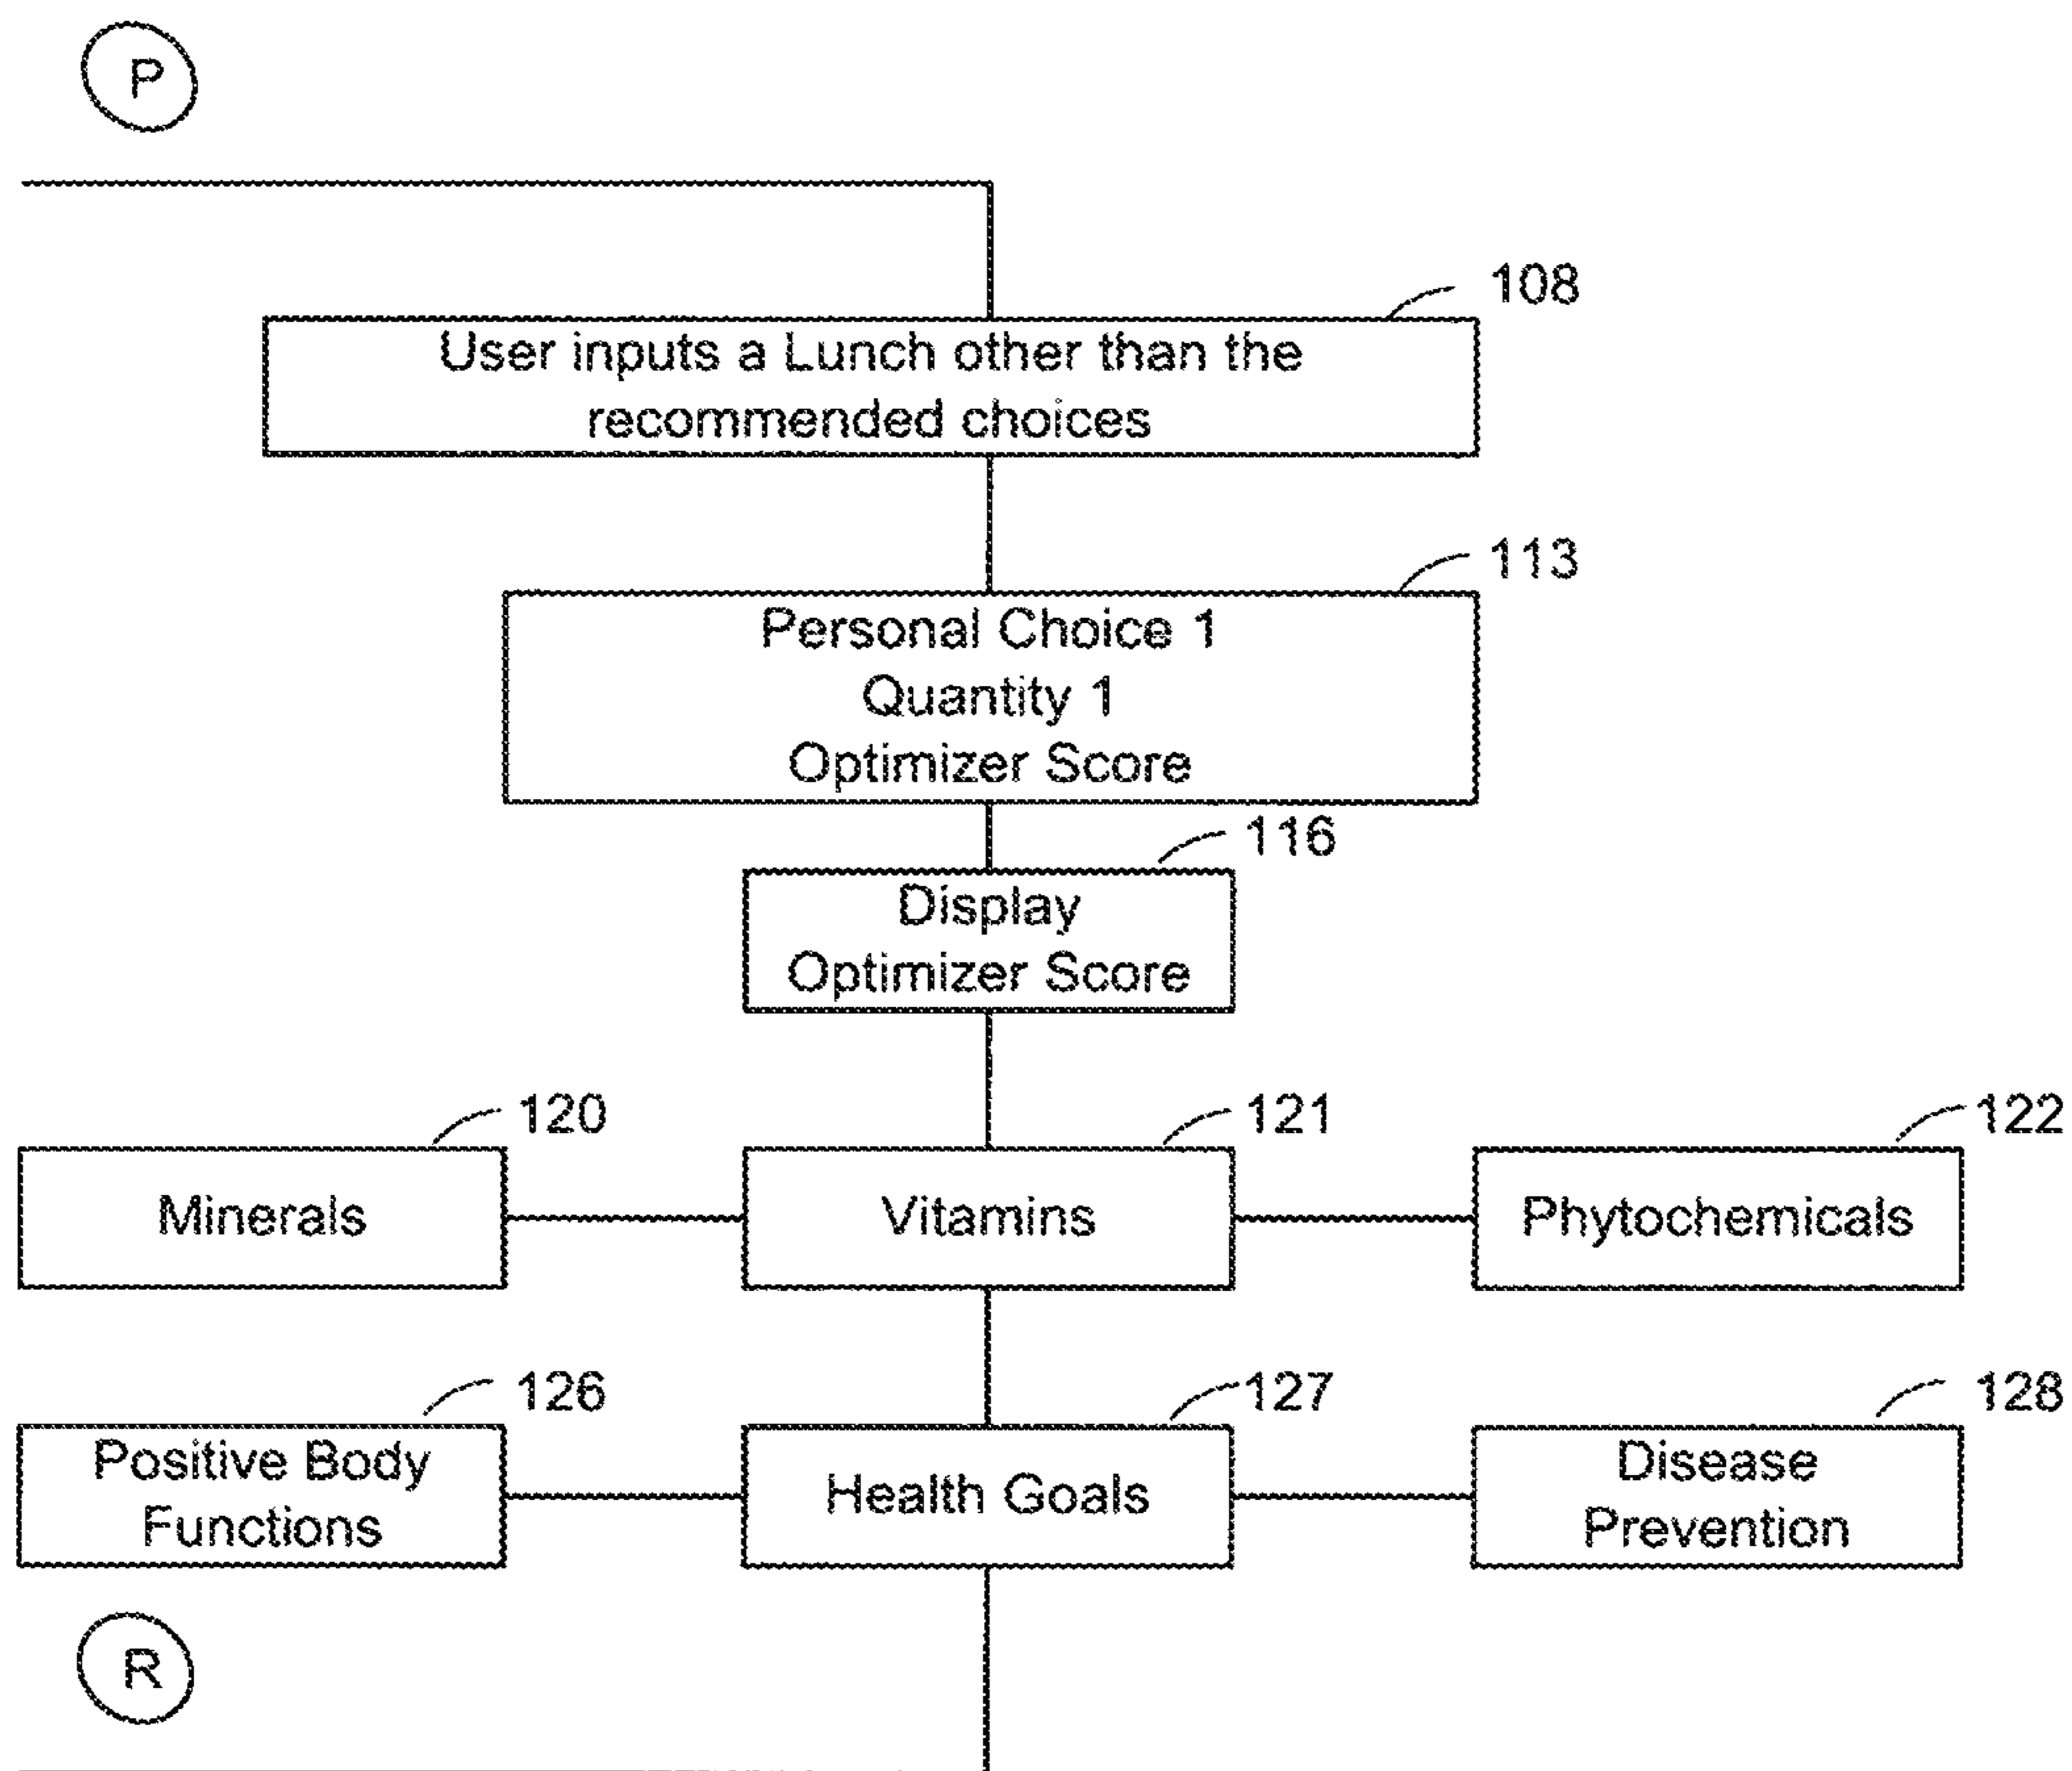 P
108
User inputs a Lunch other than the
recommended choices
113
Personal Choice 1
Quantity 1
Optimizer Score
116
Display
Optimizer Score
120
121
122
Minerals
Vitamins
Phytochemicals
126
127
128
Positive Body
Functions
Health Goals
Disease
Prevention
R